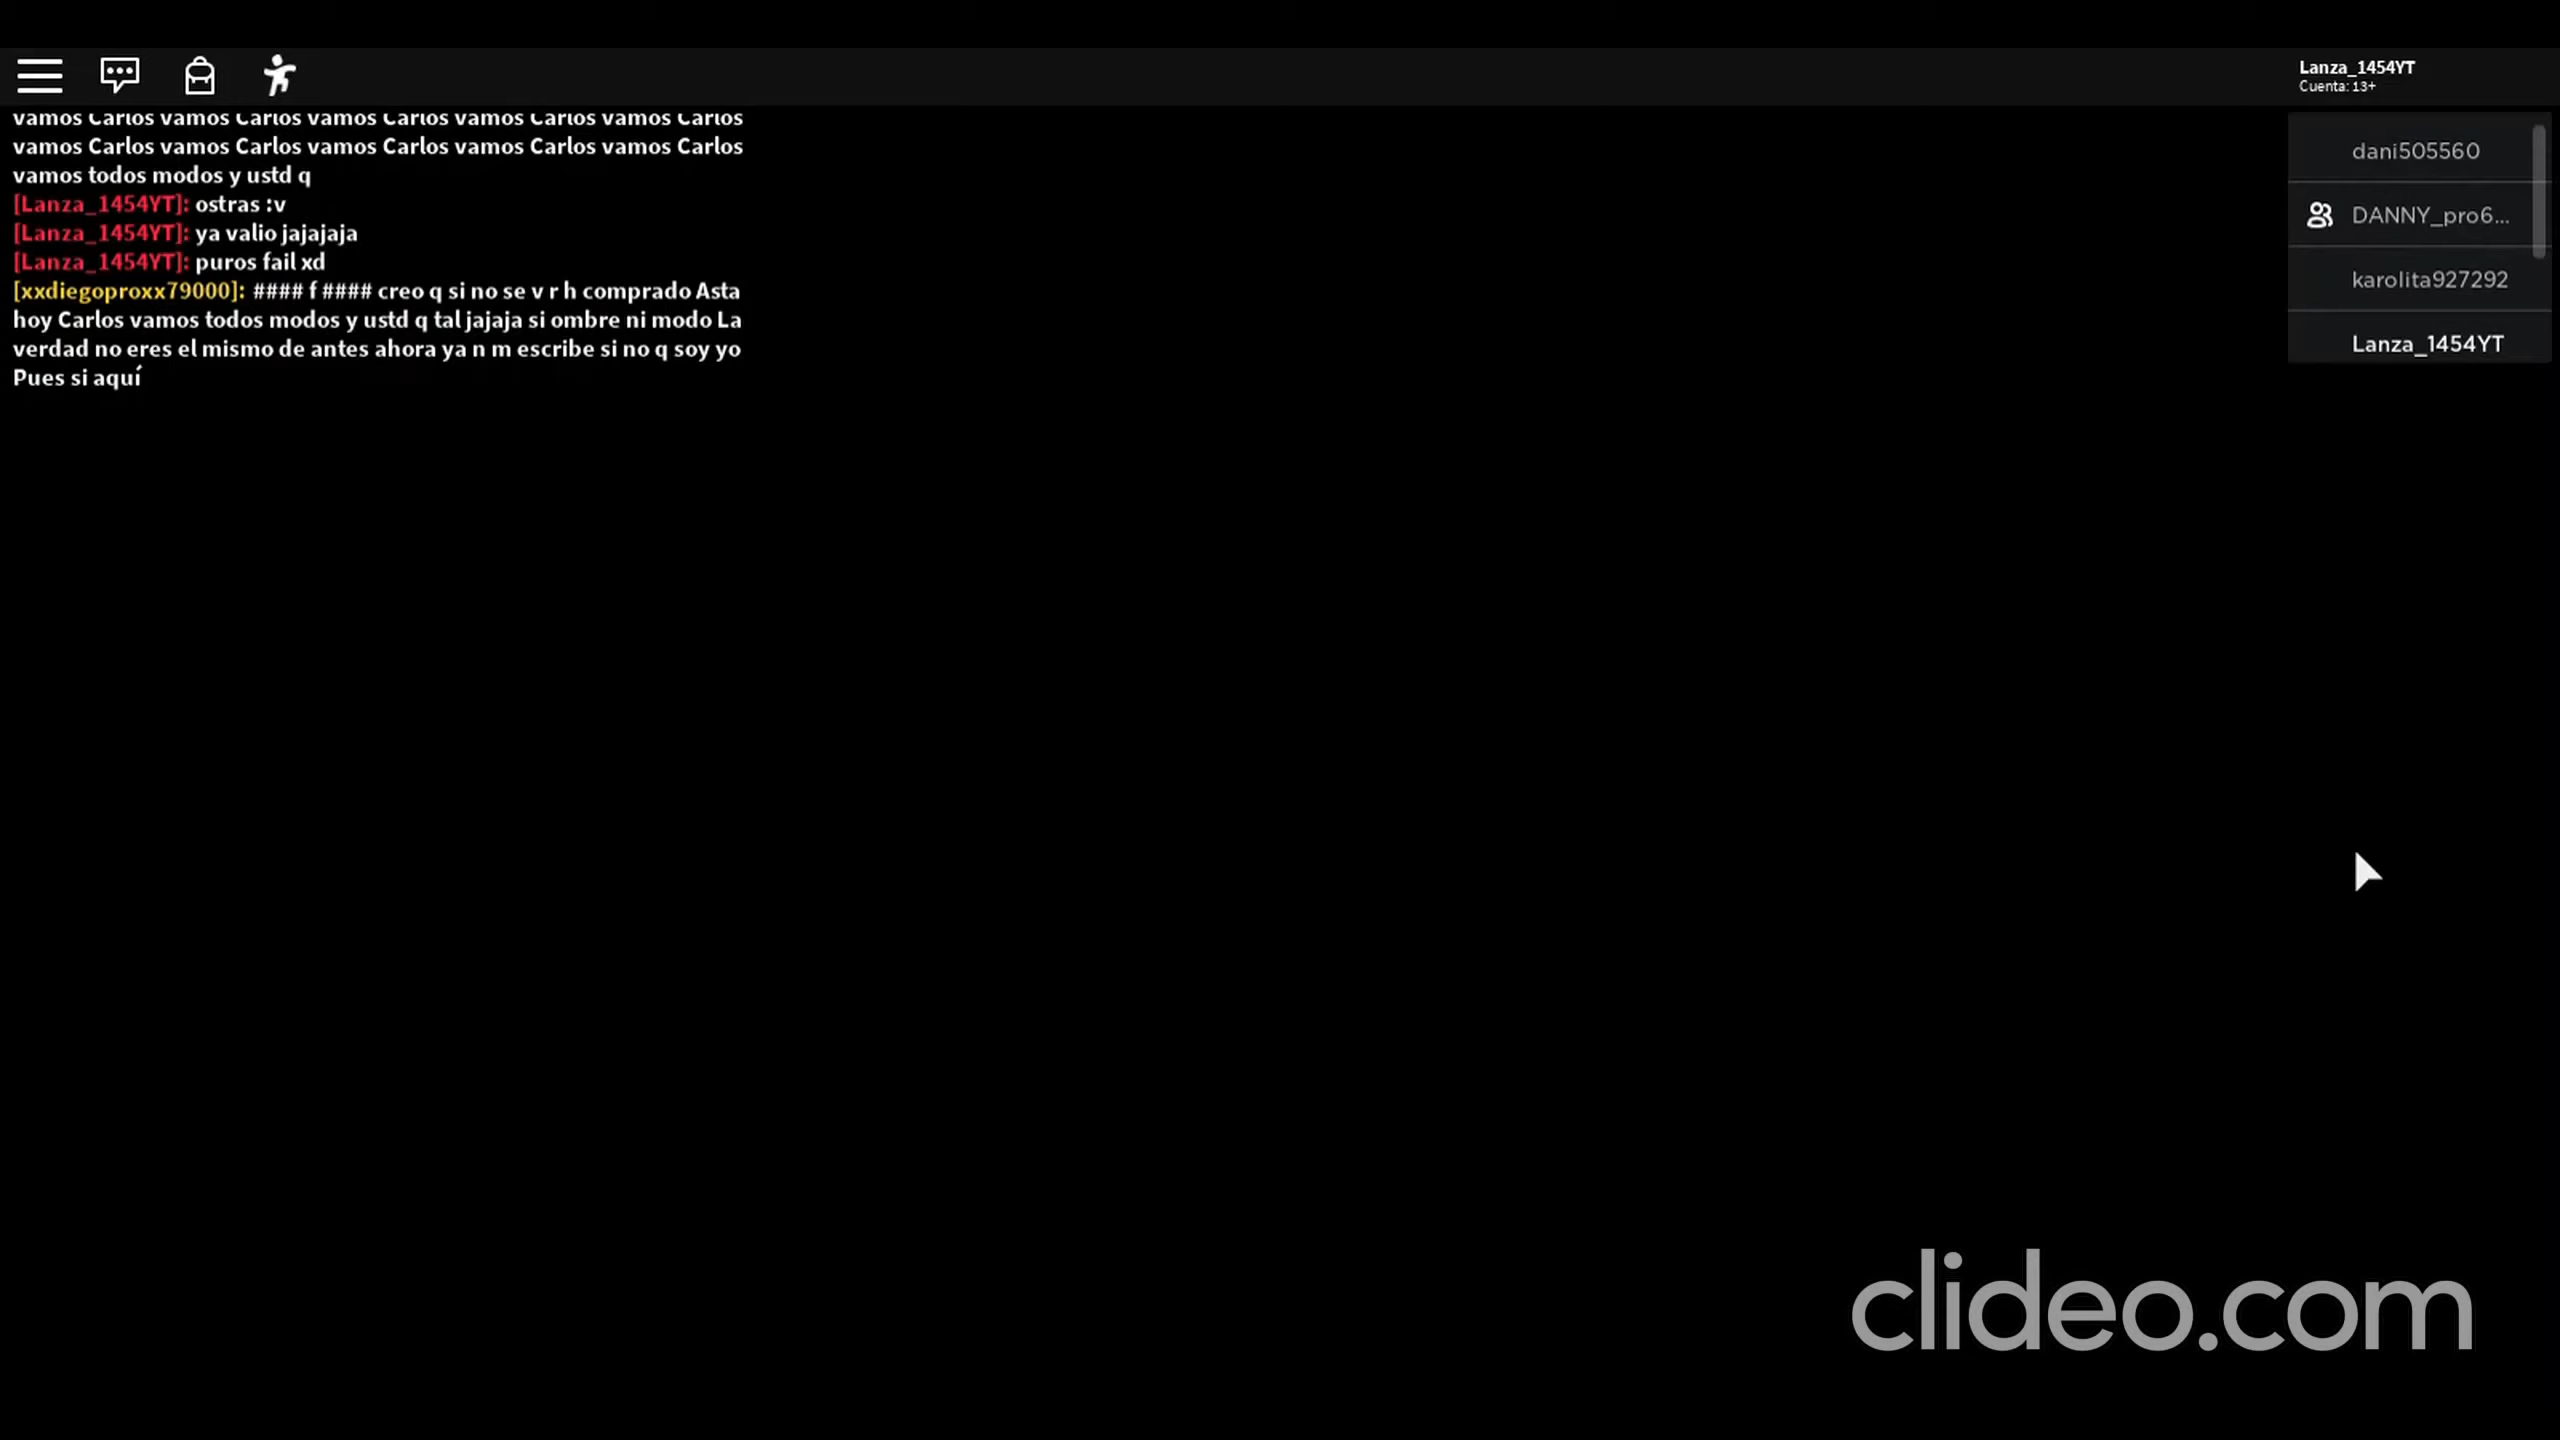 Lanza_1454YT
Cuenta: 13+
vamos Carlos vamos Carlos vamos Carlos vamos Carlos vamos Carlos
vamos Carlos vamos Carlos vamos Carlos vamos Carlos vamos Carlos
vamos todos modos y ustd q
[Lanza_1454YT]: ostras :v
[Lanza_1454YT]: ya valio jajajaja
[Lanza_1454YT]: puros fail xd
[xxdiegoproxx79000]: #### f #### creo q si no se v r h comprado Asta
hoy Carlos vamos todos modos y ustd q tal jajaja si ombre ni modo La
verdad no eres el mismo de antes ahora ya n m escribe si no q soy yo
Pues si aquí
dani505560
DANNY_pro6...
karolita927292
Lanza_1454YT
clideo.com